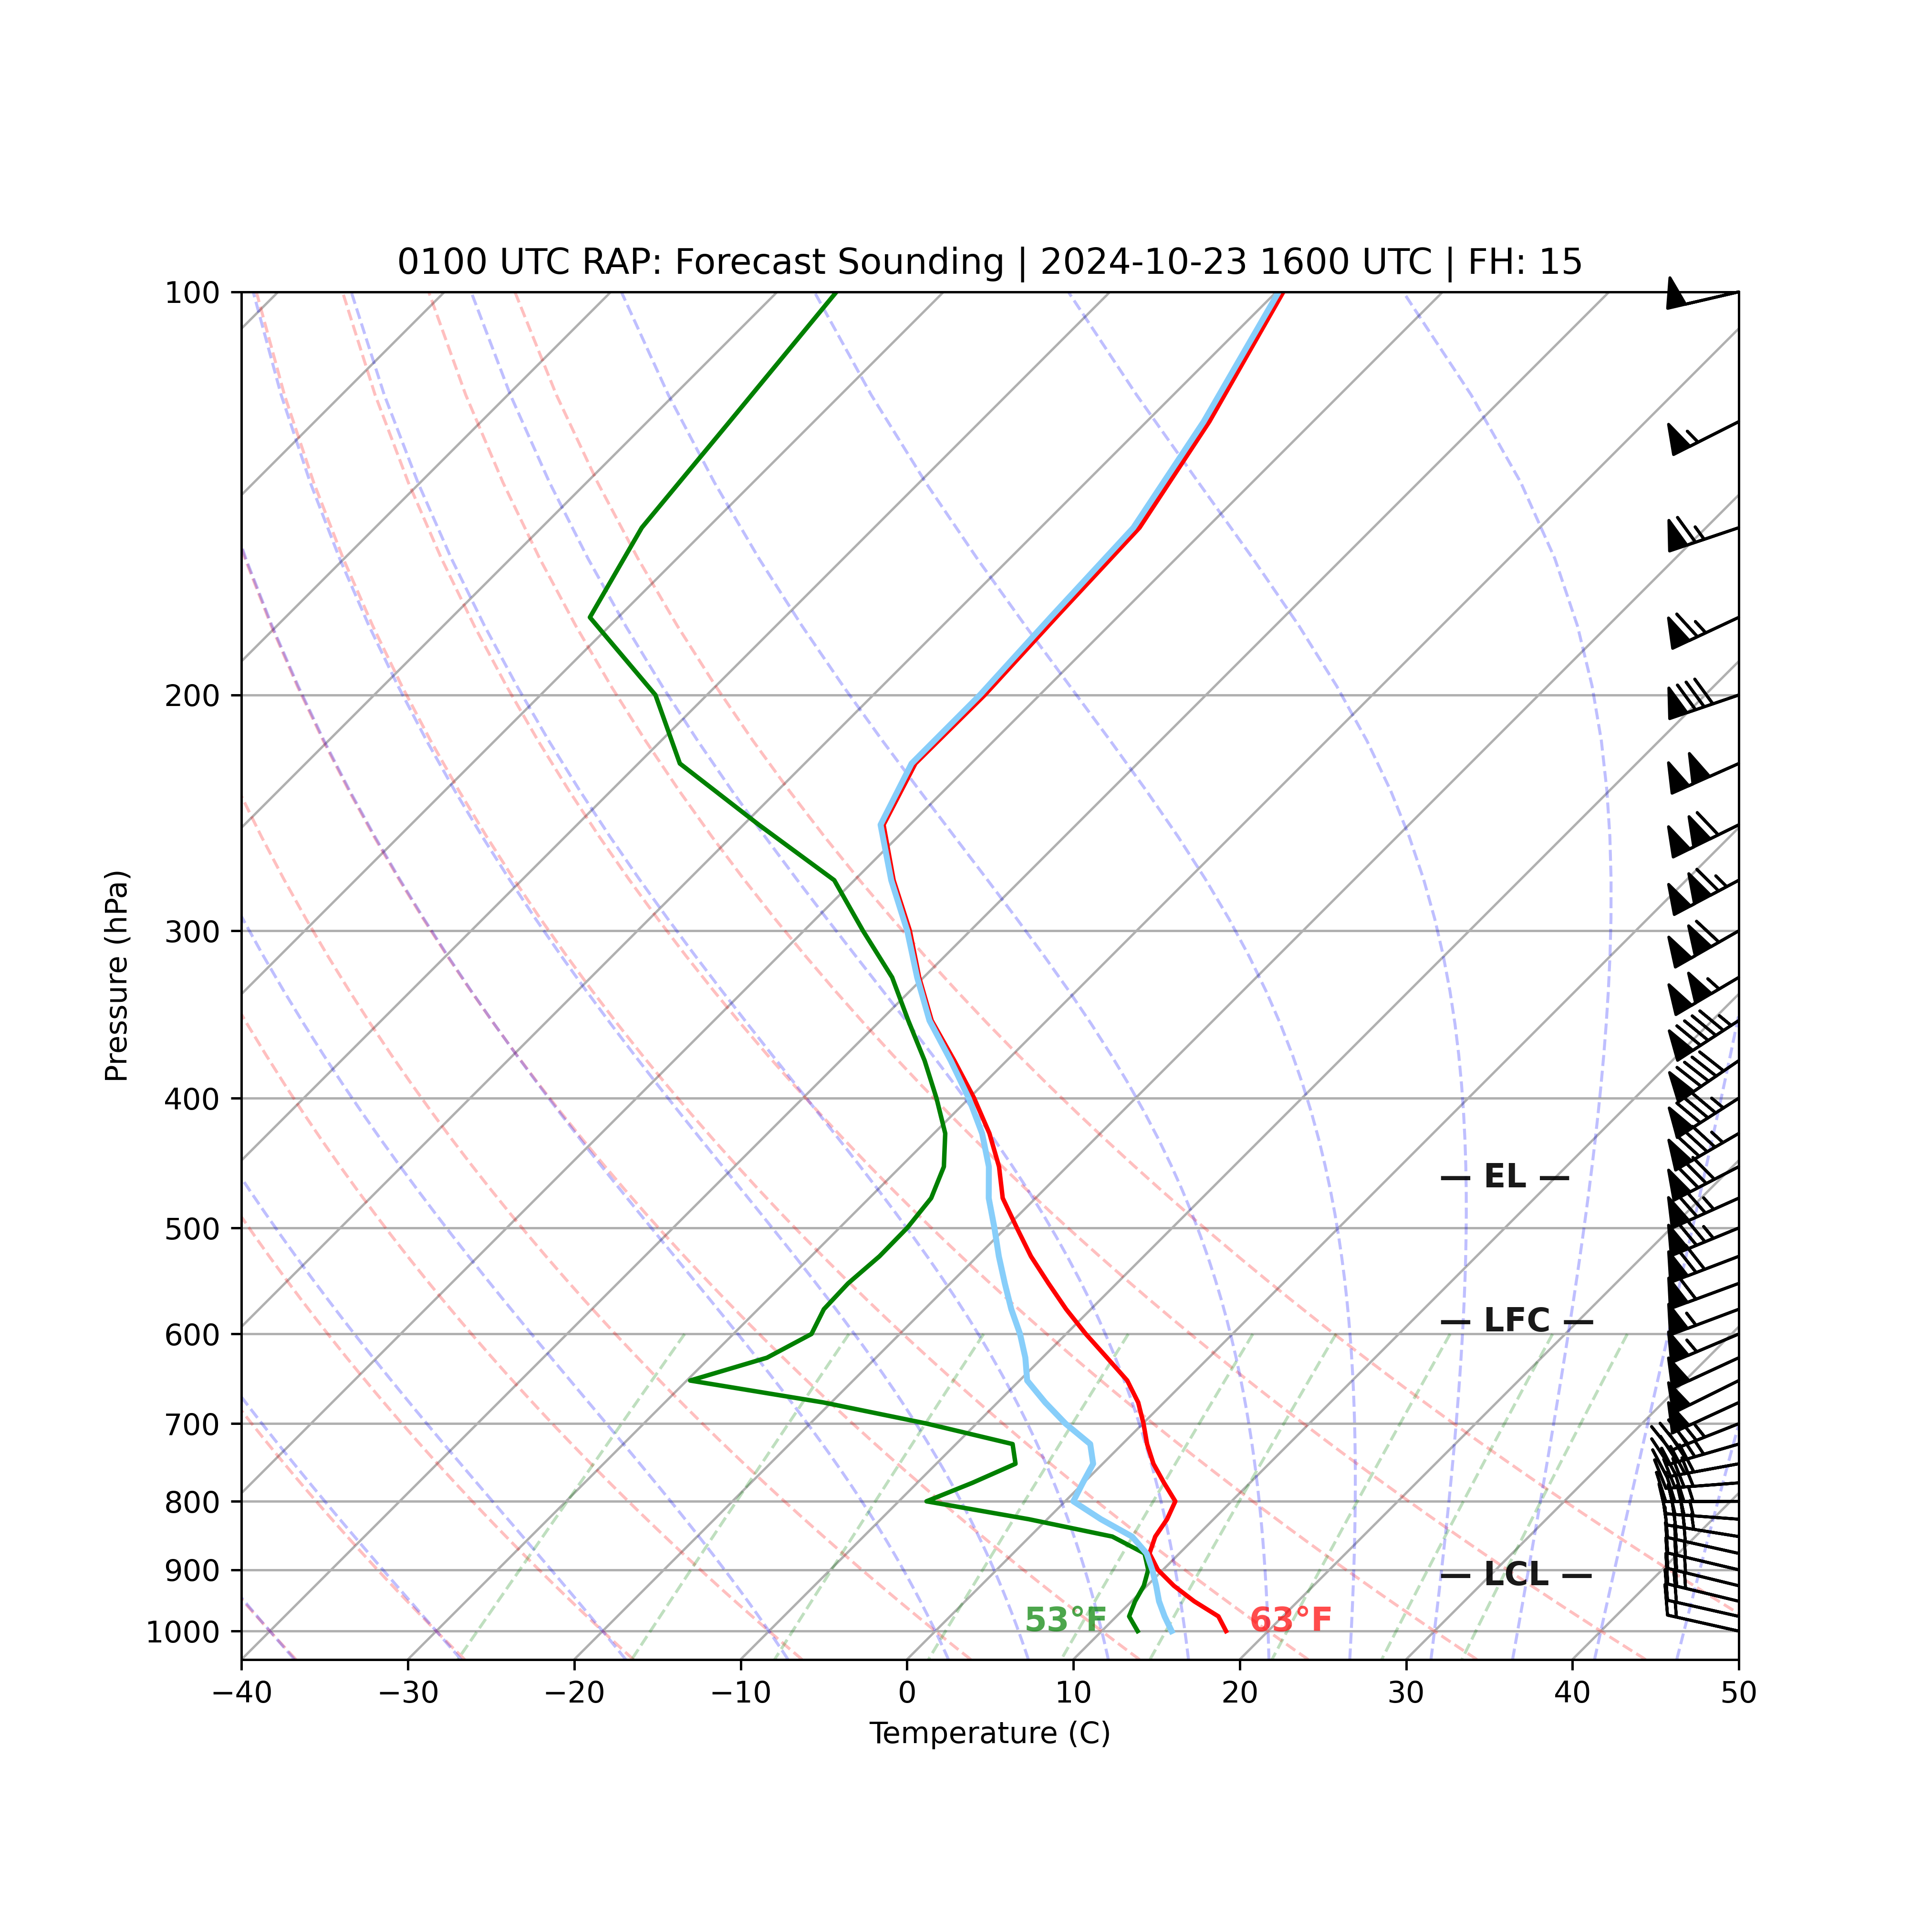 0100 UTC RAP: Forecast Sounding | 2024-10-23 1600 UTC | FH: 15
100
200
300
400
500
600
700
800
900
1000
Pressure (hPa)
— EL —
— LFC —
— LCL —
53°F
63°F
−40 −30 −20 −10 0 10 20 30 40 50
Temperature (C)